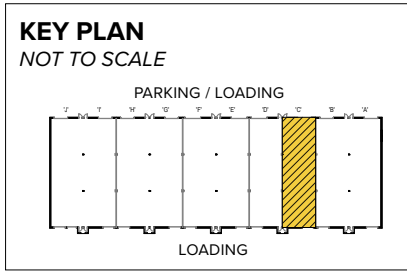 KEY PLAN
NOT TO SCALE
PARKING / LOADING
'J' 'I' 'H' 'G' 'F' 'E' 'D' 'C' 'B' 'A'
LOADING